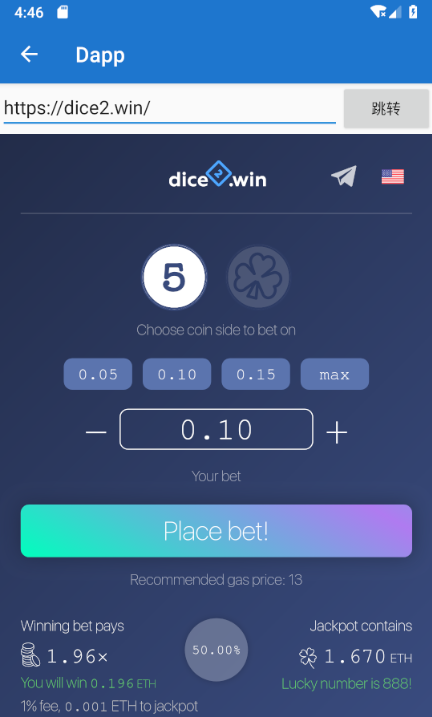 4:46
Dapp
https://dice2.win/
跳转
dice2.win
5
Choose coin side to bet on
0.05 0.10 0.15 max
− 0.10 +
Your bet
Place bet!
Recommended gas price: 13
Winning bet pays
1.96×
You will win 0.196 ETH
1% fee, 0.001 ETH to jackpot
50.00%
Jackpot contains
1.670 ETH
Lucky number is 888!